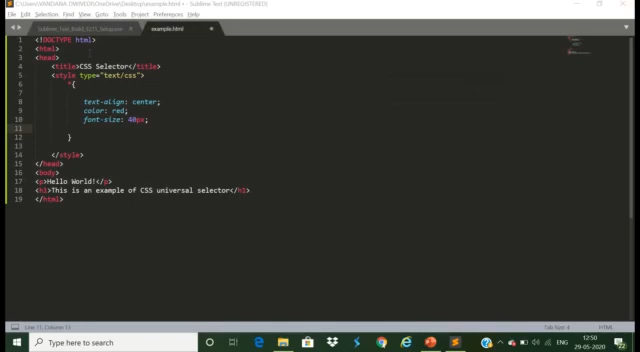 C:\Users\VANDANA DWIVEDI\OneDrive\Desktop\example.html • - Sublime Text (UNREGISTERED)
File Edit Selection Find View Goto Tools Project Preferences Help
example.html
1 <!DOCTYPE html>
2 <html>
3 <head>
4 <title>CSS Selector</title>
5 <style type="text/css">
6 *{
7
8 text-align: center;
9 color: red;
10 font-size: 40px;
11
12 }
13
14 </style>
15 </head>
16 <body>
17 <p>Hello World!</p>
18 <h1>This is an example of CSS universal selector</h1>
19 </html>
Line 11, Column 13
Tab Size: 4
HTML
Type here to search
ENG
12:50
29-05-2020
22